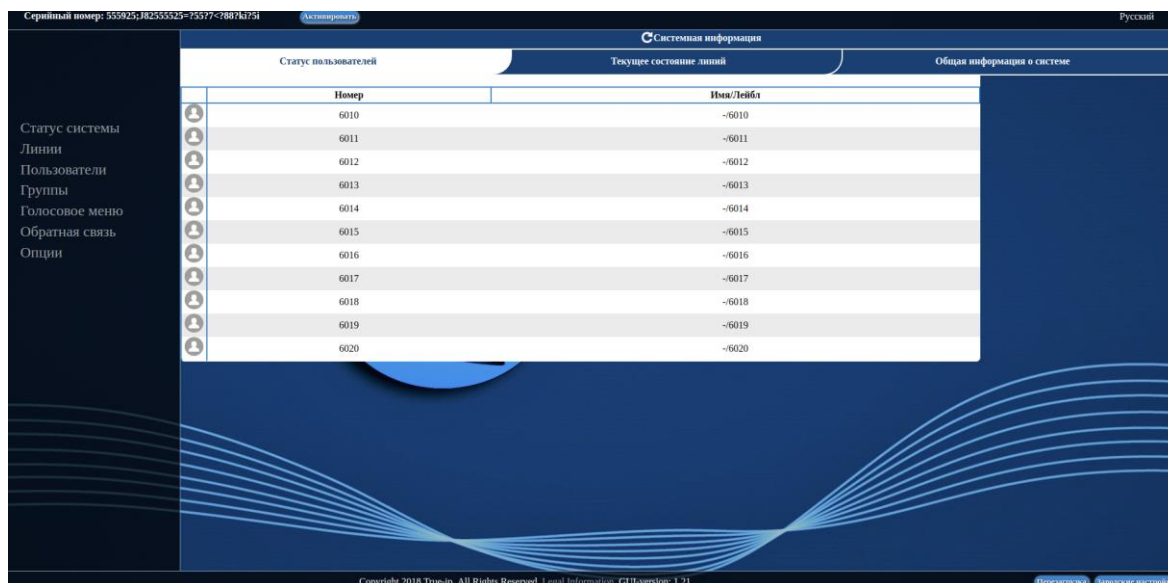 Серийный номер: 555925;J82555525=?55?7<?88?ki?5i Активировать Русский
Системная информация
Статус пользователей Текущее состояние линий Общая информация о системе
Номер Имя/Лейбл
6010 -/6010
6011 -/6011
6012 -/6012
6013 -/6013
6014 -/6014
6015 -/6015
6016 -/6016
6017 -/6017
6018 -/6018
6019 -/6019
6020 -/6020
Статус системы
Линии
Пользователи
Группы
Голосовое меню
Обратная связь
Опции
Copyright 2018 True-ip. All Rights Reserved. Legal Information. GUI-version: 1.21
Перезагрузка Заводские настрой